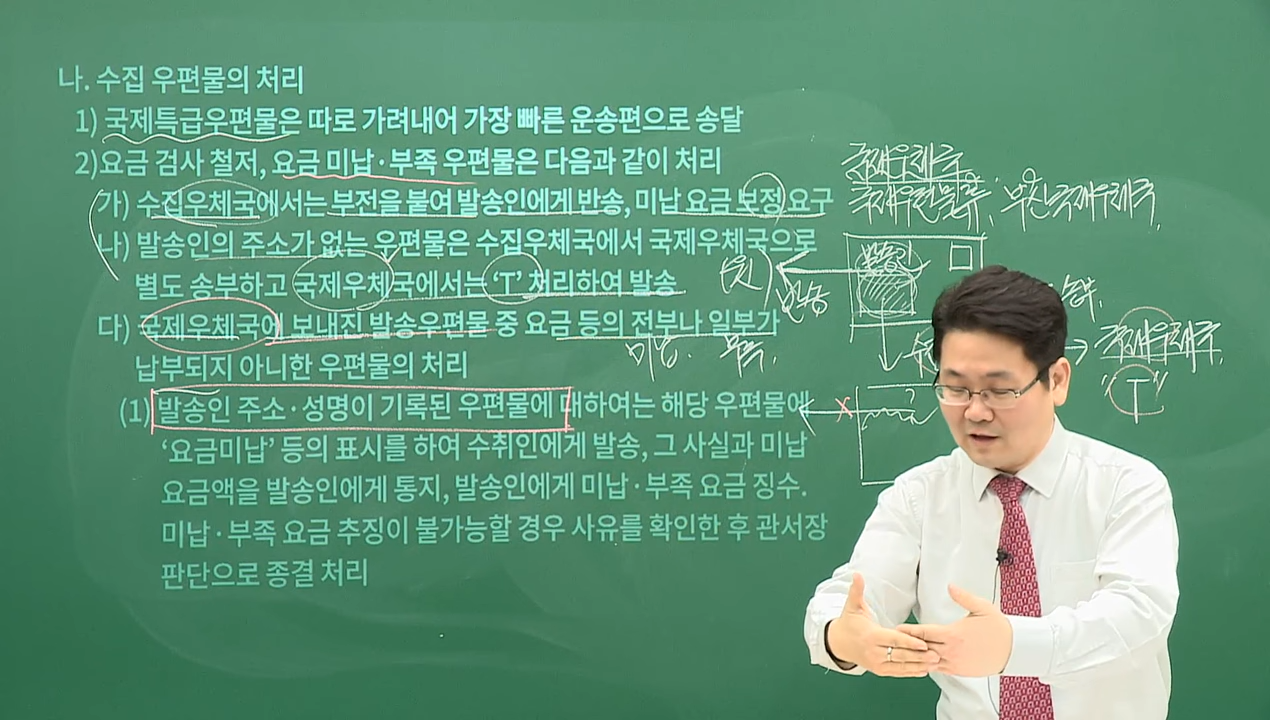 나. 수집 우편물의 처리
1) 국제특급우편물은 따로 가려내어 가장 빠른 운송편으로 송달
2)요금 검사 철저, 요금 미납·부족 우편물은 다음과 같이 처리
가) 수집우체국에서는 부전을 붙여 발송인에게 반송, 미납 요금 보정 요구
나) 발송인의 주소가 없는 우편물은 수집우체국에서 국제우체국으로
별도 송부하고 국제우체국에서는 ‘T’ 처리하여 발송
다) 국제우체국에 보내진 발송우편물 중 요금 등의 전부나 일부가
납부되지 아니한 우편물의 처리
(1) 발송인 주소·성명이 기록된 우편물에 대하여는 해당 우편물에
‘요금미납’ 등의 표시를 하여 수취인에게 발송, 그 사실과 미납
요금액을 발송인에게 통지, 발송인에게 미납·부족 요금 징수.
미납·부족 요금 추징이 불가능할 경우 사유를 확인한 후 관서장
판단으로 종결 처리
국제우체국
국제우편물류, 부산국제우체국,
반송
미납, 부족,
송부,
국제우체국,
"T"